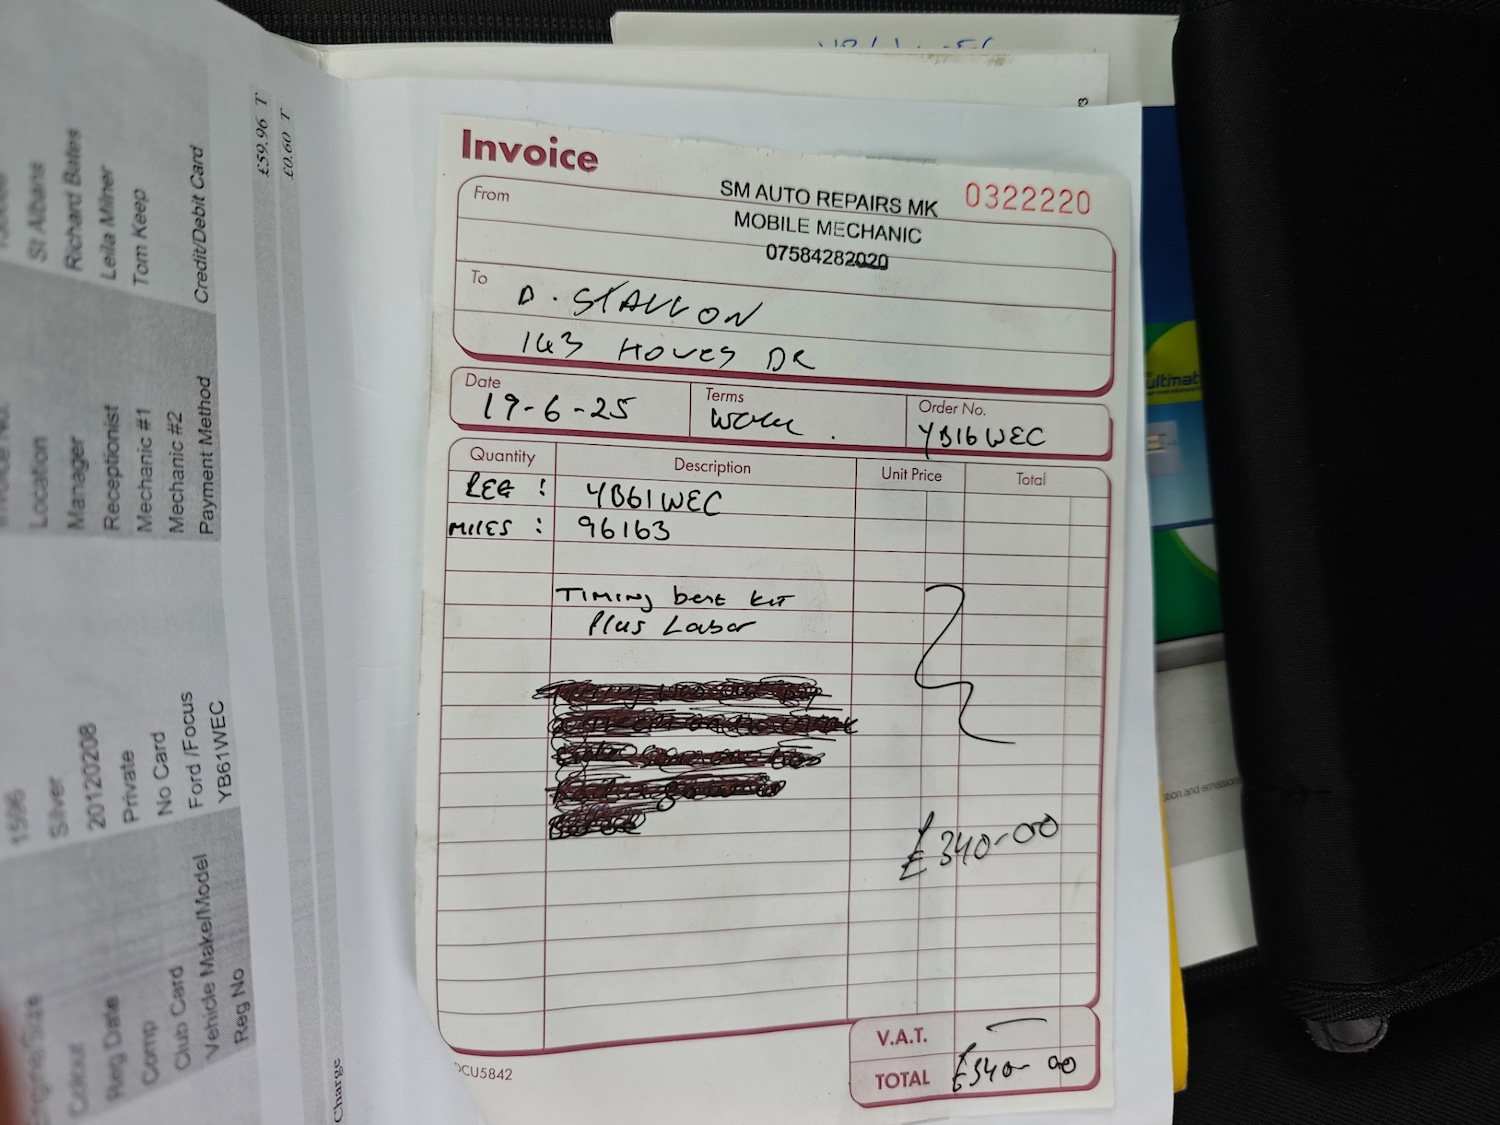 Invoice
0322220
From
SM AUTO REPAIRS MK
MOBILE MECHANIC
07584282020
To
D. STALLON
143 HOVES DR
Date
19-6-25
Terms
Order No.
YB16WEC
Quantity
Description
Unit Price
Total
REG : YB61WEC
MILES : 96163
TIMING belt KIT
Plus Labor
£340-00
V.A.T.
TOTAL £340-00
DCU5842
£59.96 T
£0.60 T
Location St Albans
Manager Richard Bates
Receptionist Leila Milner
Mechanic #1 Tom Keep
Mechanic #2
Payment Method Credit/Debit Card
Engine Size 1596
Colour Silver
Reg Date 20120208
Comp Private
Club Card No Card
Vehicle Make/Model Ford /Focus
Reg No YB61WEC
Charge
ultimat